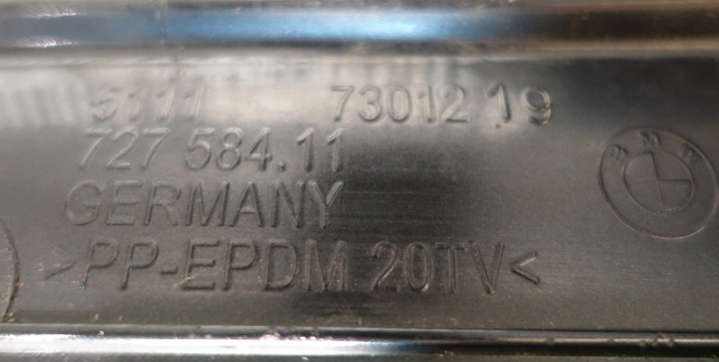 5111 7301219
727 584.11
GERMANY
>PP-EPDM 20TV<
BMW